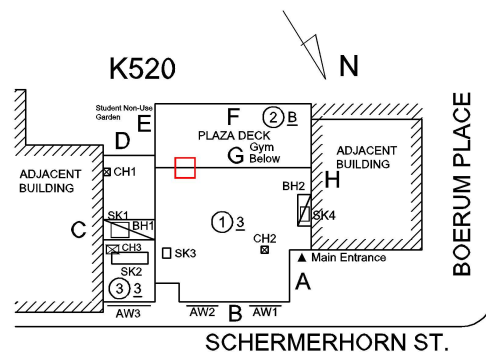 N
K520
Student Non-Use
Garden
E
F
2 B
PLAZA DECK
D
G Gym
Below
ADJACENT
BUILDING
CH1
BH2
H
ADJACENT
BUILDING
BOERUM PLACE
SK1
BH1
C
1 3
SK4
CH3
SK2
SK3
CH2
Main Entrance
3 3
A
AW3
AW2
B
AW1
SCHERMERHORN ST.